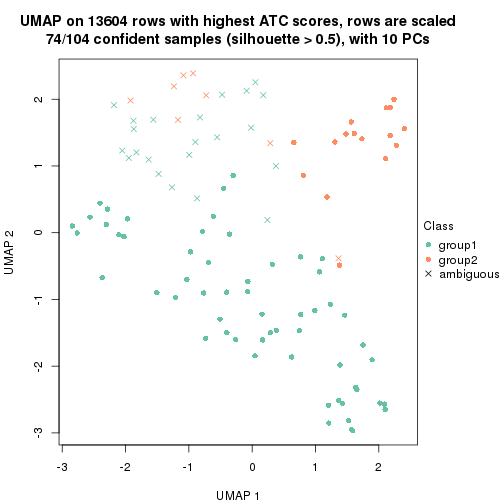 UMAP on 13604 rows with highest ATC scores, rows are scaled
74/104 confident samples (silhouette > 0.5), with 10 PCs
2
1
0
-1
-2
-3
UMAP 2
-3
-2
-1
0
1
2
UMAP 1
Class
group1
group2
ambiguous